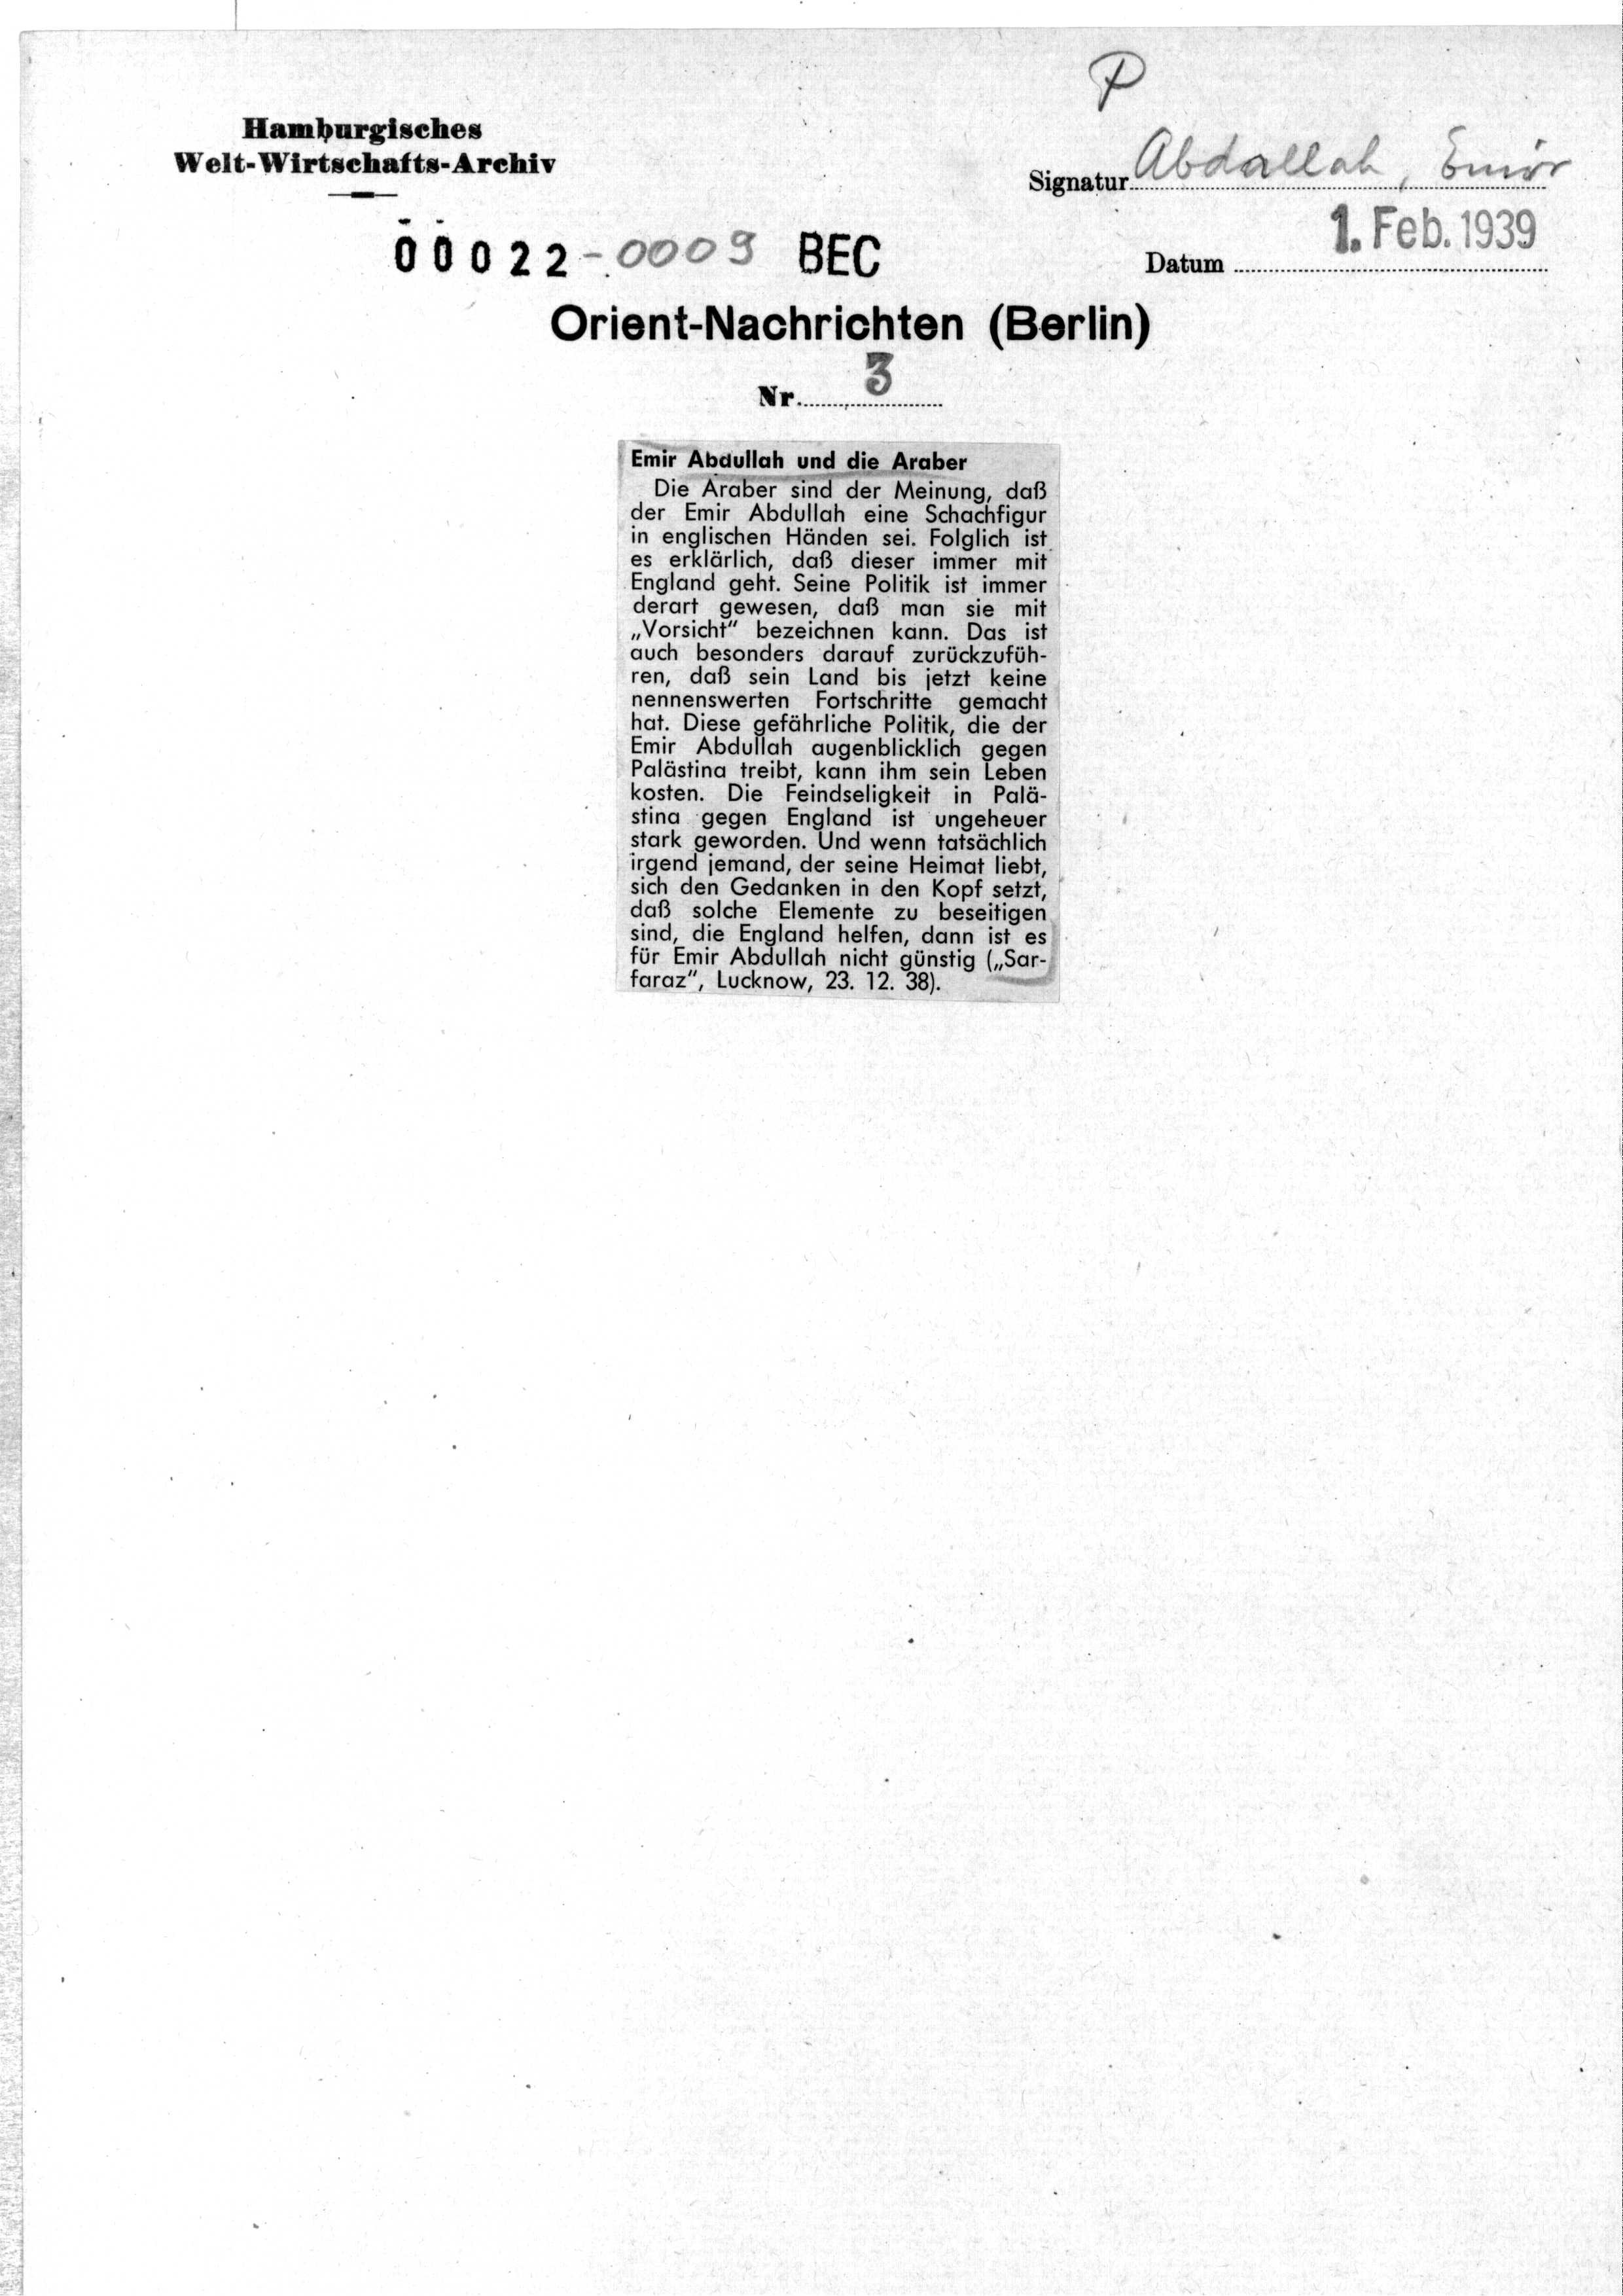 P
Hamburgisches
Welt-Wirtschafts-Archiv
Signatur Abdallah, Emir
00022-0009 BEC
1. Feb. 1939
Datum
Orient-Nachrichten (Berlin)
Nr. 3
Emir Abdullah und die Araber
Die Araber sind der Meinung, daß
der Emir Abdullah eine Schachfigur
in englischen Händen sei. Folglich ist
es erklärlich, daß dieser immer mit
England geht. Seine Politik ist immer
derart gewesen, daß man sie mit
„Vorsicht“ bezeichnen kann. Das ist
auch besonders darauf zurückzufüh-
ren, daß sein Land bis jetzt keine
nennenswerten Fortschritte gemacht
hat. Diese gefährliche Politik, die der
Emir Abdullah augenblicklich gegen
Palästina treibt, kann ihm sein Leben
kosten. Die Feindseligkeit in Palä-
stina gegen England ist ungeheuer
stark geworden. Und wenn tatsächlich
irgend jemand, der seine Heimat liebt,
sich den Gedanken in den Kopf setzt,
daß solche Elemente zu beseitigen
sind, die England helfen, dann ist es
für Emir Abdullah nicht günstig („Sar-
faraz“, Lucknow, 23. 12. 38).